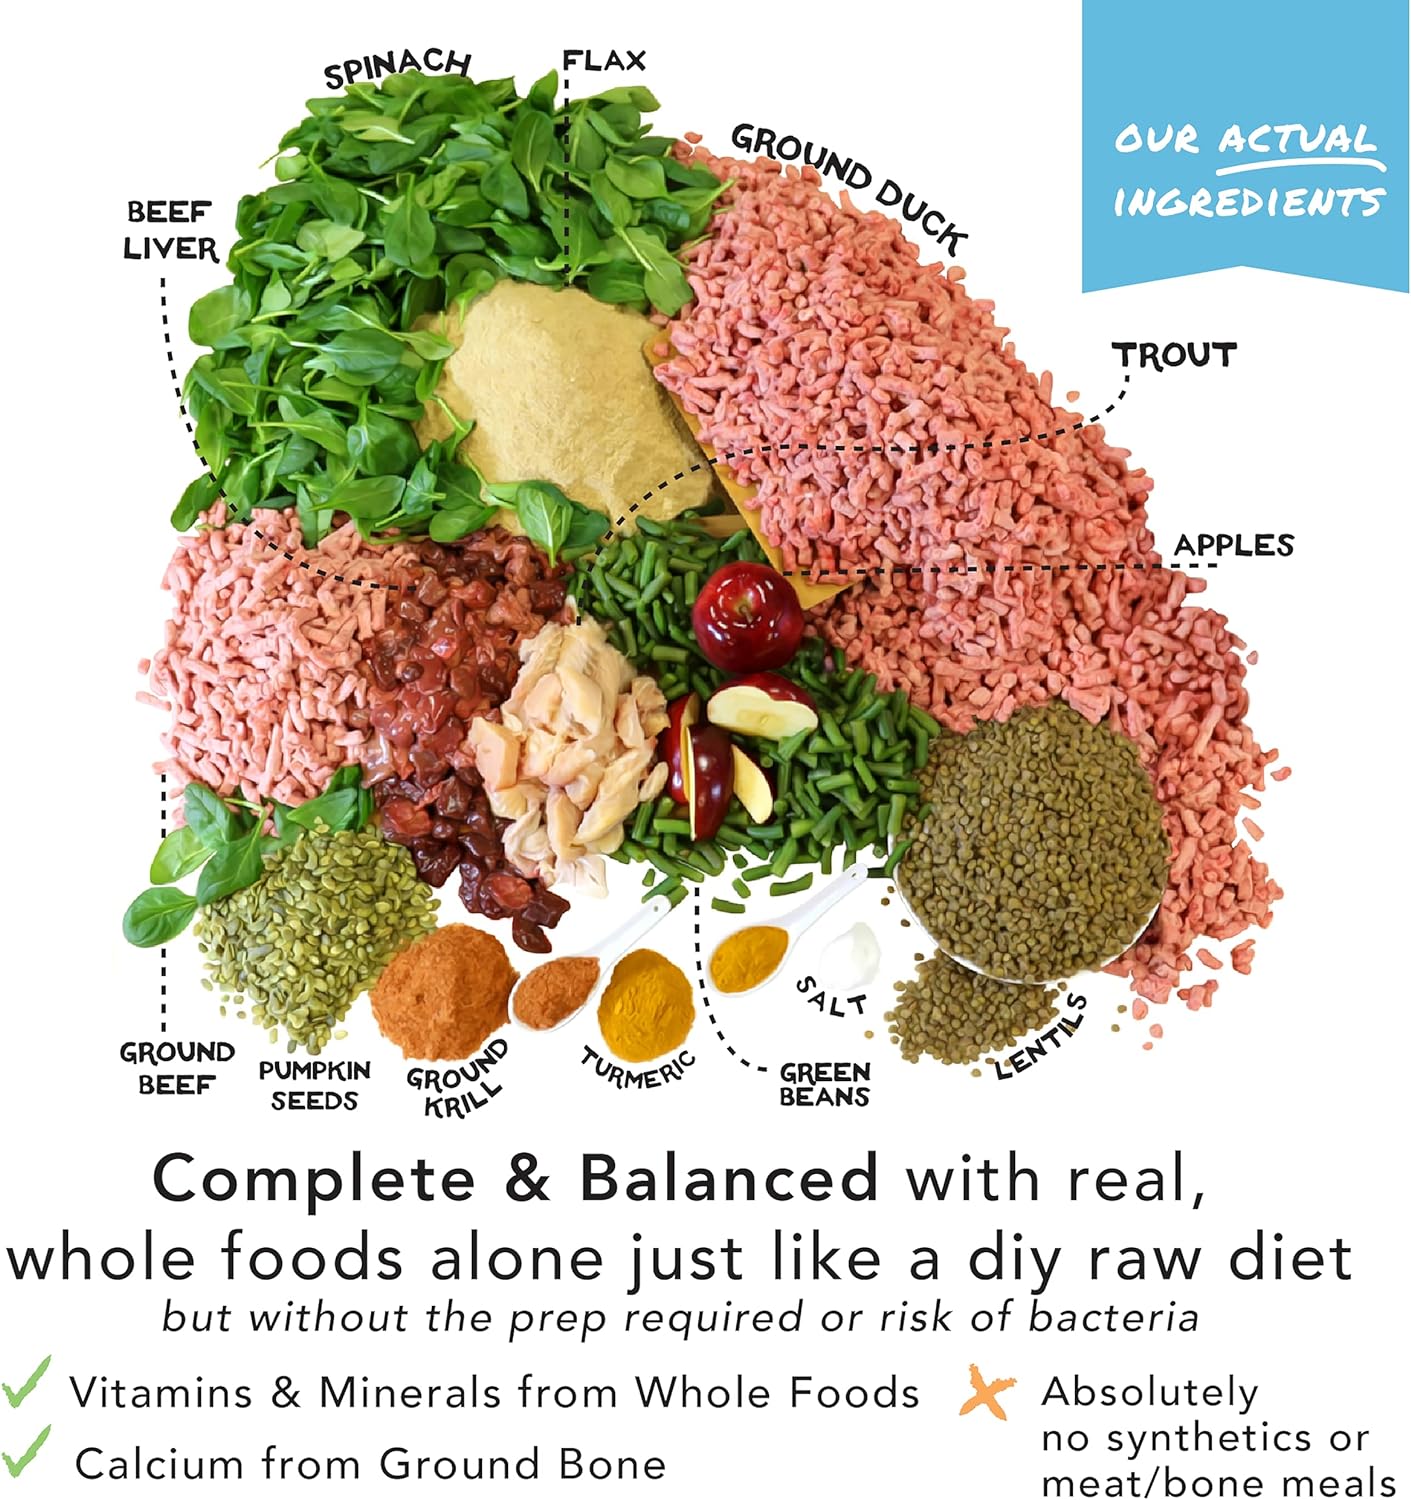 SPINACH
FLAX
GROUND DUCK
OUR ACTUAL
INGREDIENTS
BEEF
LIVER
TROUT
APPLES
SALT
LENTILS
GROUND
BEEF
PUMPKIN
SEEDS
GROUND
KRILL
TURMERIC
GREEN
BEANS
Complete & Balanced with real,
whole foods alone just like a diy raw diet
but without the prep required or risk of bacteria
Vitamins & Minerals from Whole Foods
Calcium from Ground Bone
Absolutely
no synthetics or
meat/bone meals